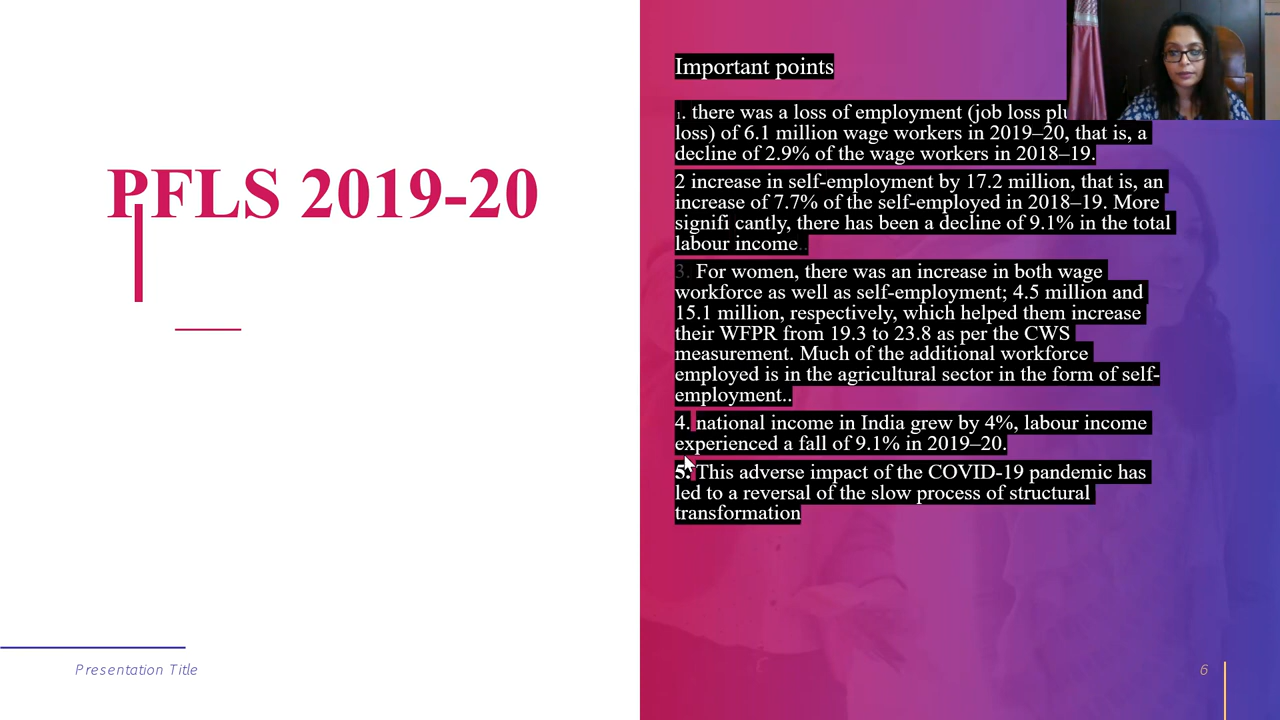 PFLS 2019-20
Important points
1. there was a loss of employment (job loss
loss) of 6.1 million wage workers in 2019–20, that is, a
decline of 2.9% of the wage workers in 2018–19.
2 increase in self-employment by 17.2 million, that is, an
increase of 7.7% of the self-employed in 2018–19. More
signifi cantly, there has been a decline of 9.1% in the total
labour income..
3. For women, there was an increase in both wage
workforce as well as self-employment; 4.5 million and
15.1 million, respectively, which helped them increase
their WFPR from 19.3 to 23.8 as per the CWS
measurement. Much of the additional workforce
employed is in the agricultural sector in the form of self-
employment..
4. national income in India grew by 4%, labour income
experienced a fall of 9.1% in 2019–20.
5. This adverse impact of the COVID-19 pandemic has
led to a reversal of the slow process of structural
transformation
Presentation Title
6